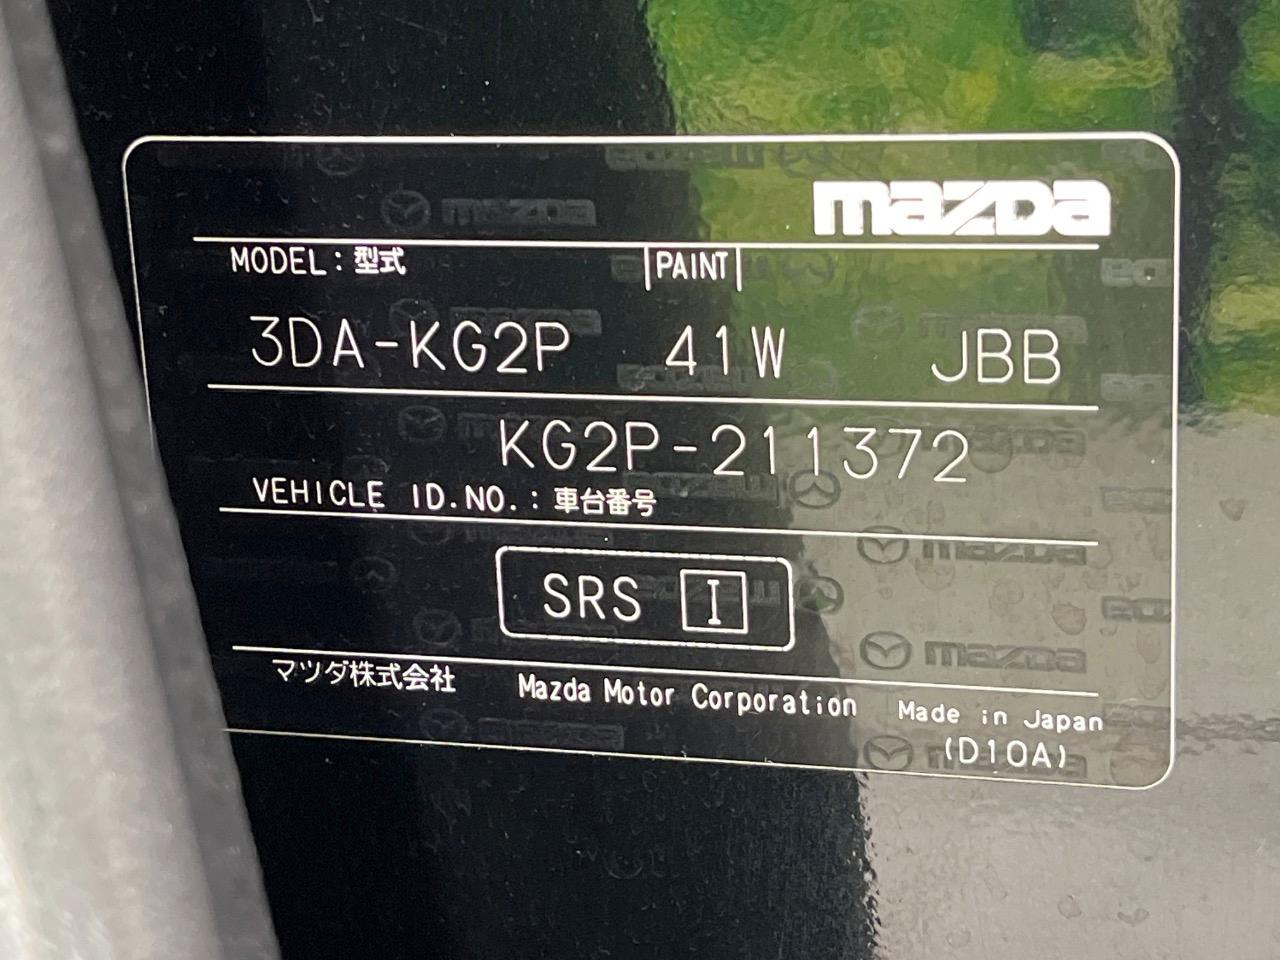 mazda
MODEL：型式 PAINT
3DA-KG2P 41W JBB
KG2P-211372
VEHICLE ID.NO.：車台番号
SRS I
マツダ株式会社 Mazda Motor Corporation Made in Japan
(D10A)